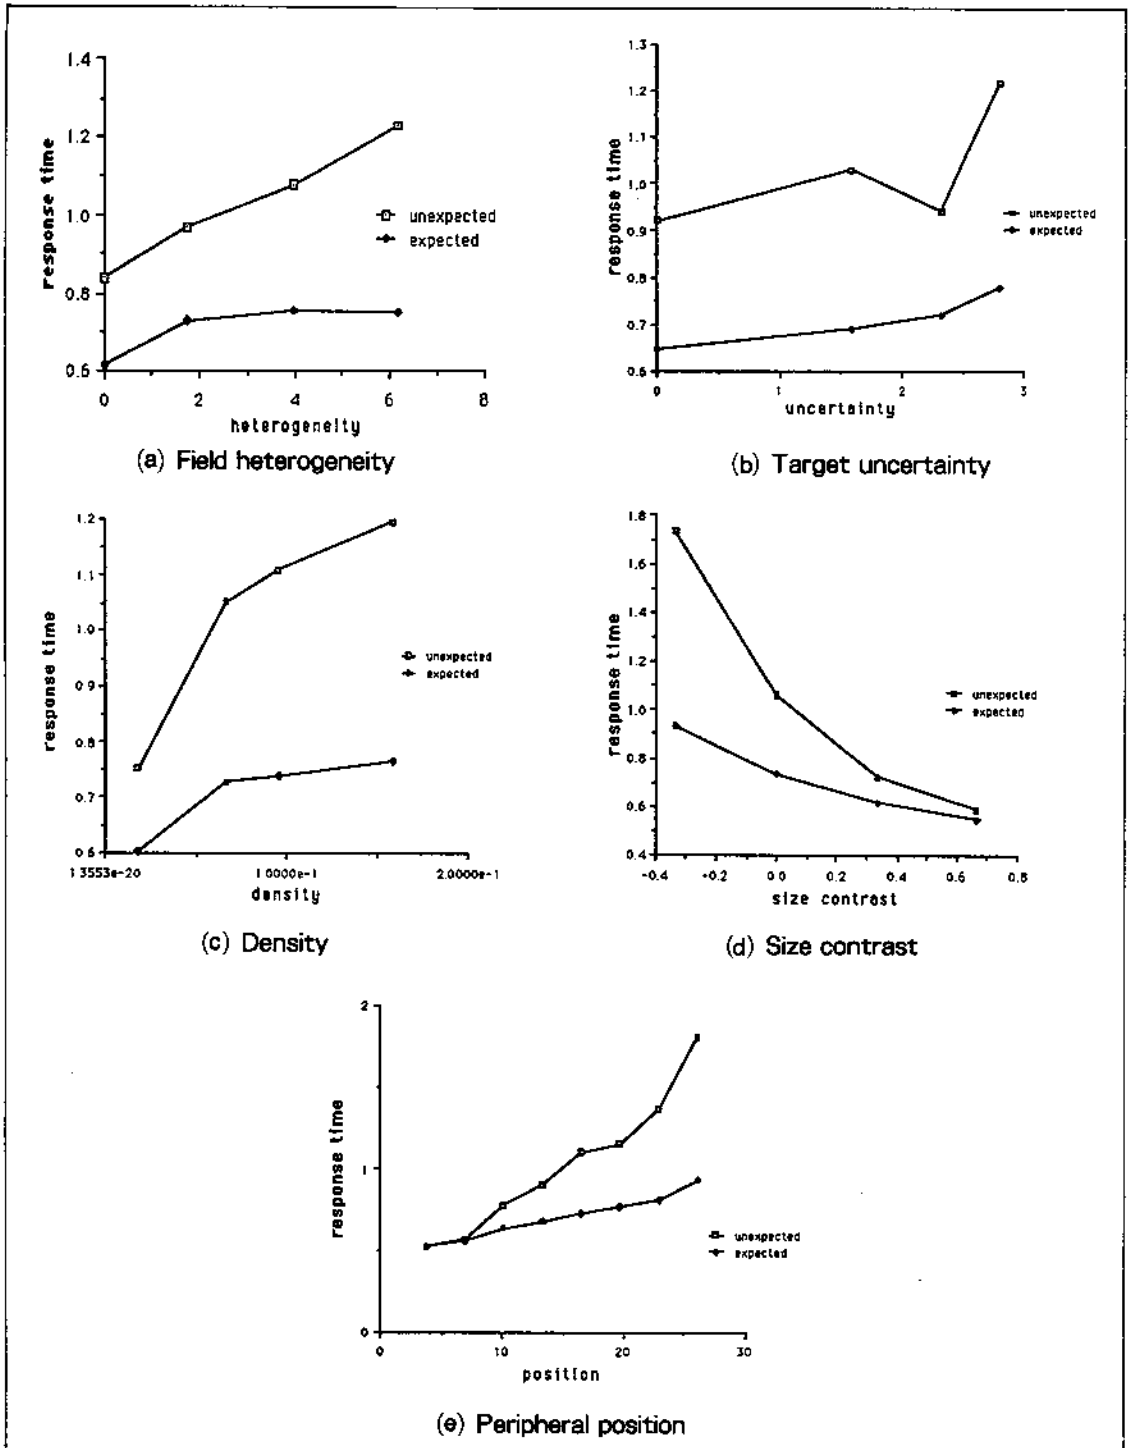 1.4
1.2
1.0
0.8
0.6
response time
unexpected
expected
0 2 4 6 8
heterogeneity
(a) Field heterogeneity
1.3
1.2
1.1
1.0
0.9
0.8
0.7
0.6
response time
unexpected
expected
0 1 2 3
uncertainty
(b) Target uncertainty
1.2
1.1
1.0
0.9
0.8
0.7
0.6
response time
unexpected
expected
1.3553e-20 1.0000e-1 2.0000e-1
density
(c) Density
1.8
1.6
1.4
1.2
1.0
0.8
0.6
0.4
response time
unexpected
expected
-0.4 -0.2 0.0 0.2 0.4 0.6 0.8
size contrast
(d) Size contrast
2
1
0
response time
unexpected
expected
0 10 20 30
position
(e) Peripheral position